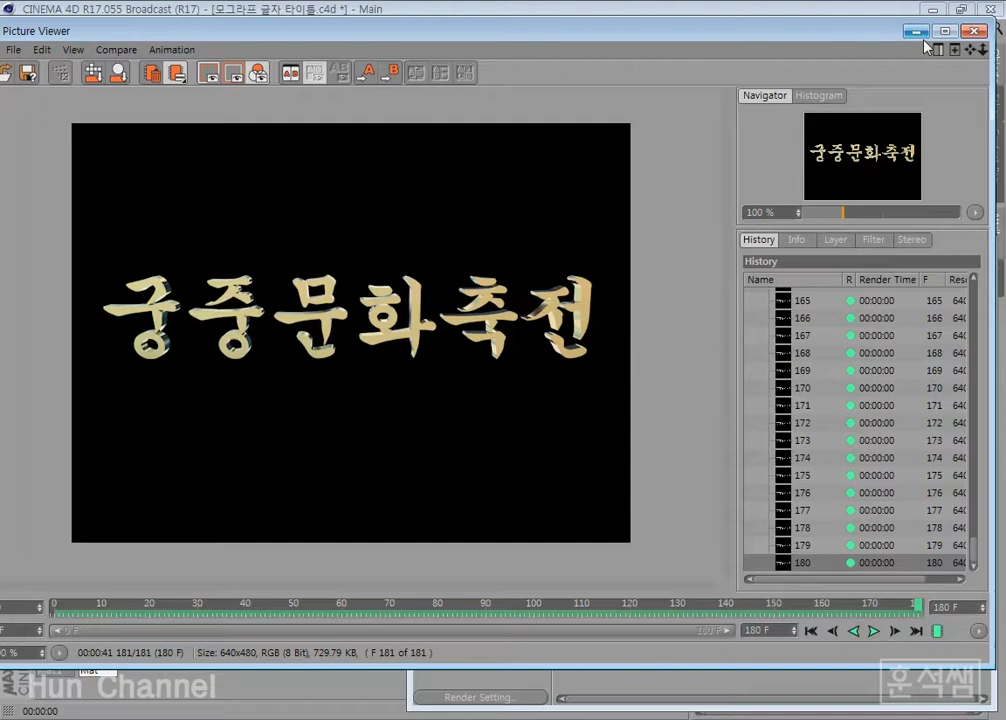 CINEMA 4D R17.055 Broadcast (R17) - [모그라프 글자 타이틀.c4d *] - Main
Picture Viewer
File Edit View Compare Animation
Navigator Histogram
궁중문화축전
100 %
궁중문화축전
History Info Layer Filter Stereo
History
Name R Render Time F Res
165 00:00:00 165 640
166 00:00:00 166 640
167 00:00:00 167 640
168 00:00:00 168 640
169 00:00:00 169 640
170 00:00:00 170 640
171 00:00:00 171 640
172 00:00:00 172 640
173 00:00:00 173 640
174 00:00:00 174 640
175 00:00:00 175 640
176 00:00:00 176 640
177 00:00:00 177 640
178 00:00:00 178 640
179 00:00:00 179 640
180 00:00:00 180 640
0 10 20 30 40 50 60 70 80 90 100 110 120 130 140 150 160 170 180 F
0 F 180 F 180 F
00:00:41 181/181 (180 F) Size: 640x480, RGB (8 Bit), 729.79 KB, ( F 181 of 181 )
Mat
Hun Channel
Render Setting...
훈석쌤
00:00:00